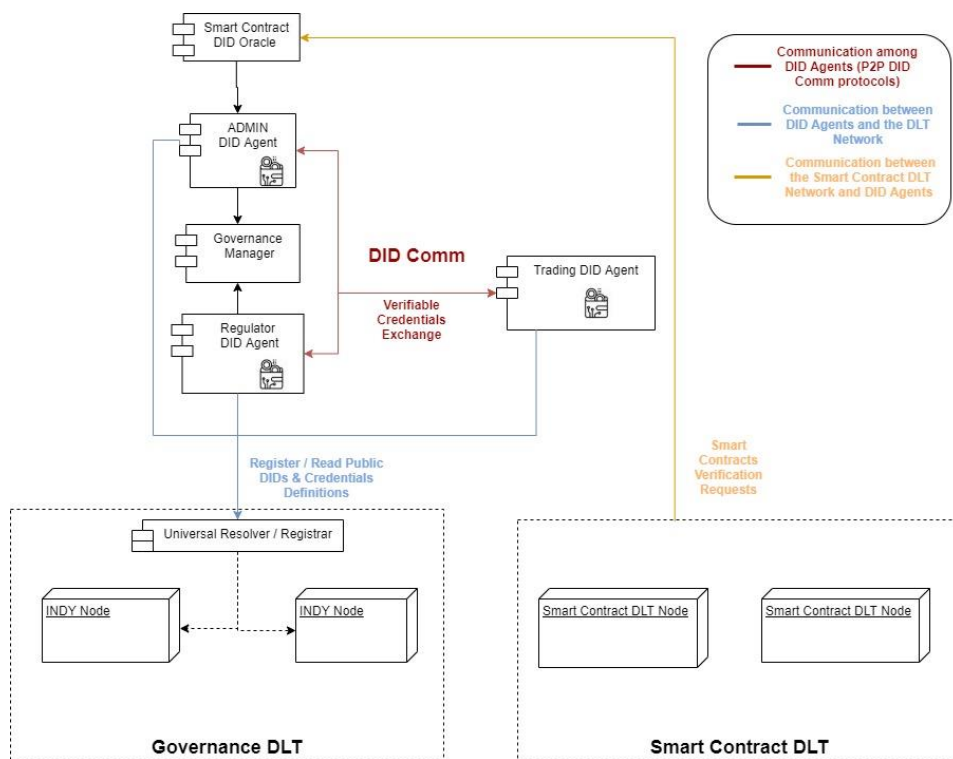 Smart Contract
DID Oracle
Communication among
DID Agents (P2P DID
Comm protocols)
Communication between
DID Agents and the DLT
Network
Communication between
the Smart Contract DLT
Network and DID Agents
ADMIN
DID Agent
Governance
Manager
DID Comm
Trading DID Agent
Verifiable
Credentials
Exchange
Regulator
DID Agent
Register / Read Public
DIDs & Credentials
Definitions
Smart
Contracts
Verification
Requests
Universal Resolver / Registrar
INDY Node
INDY Node
Smart Contract DLT Node
Smart Contract DLT Node
Governance DLT
Smart Contract DLT